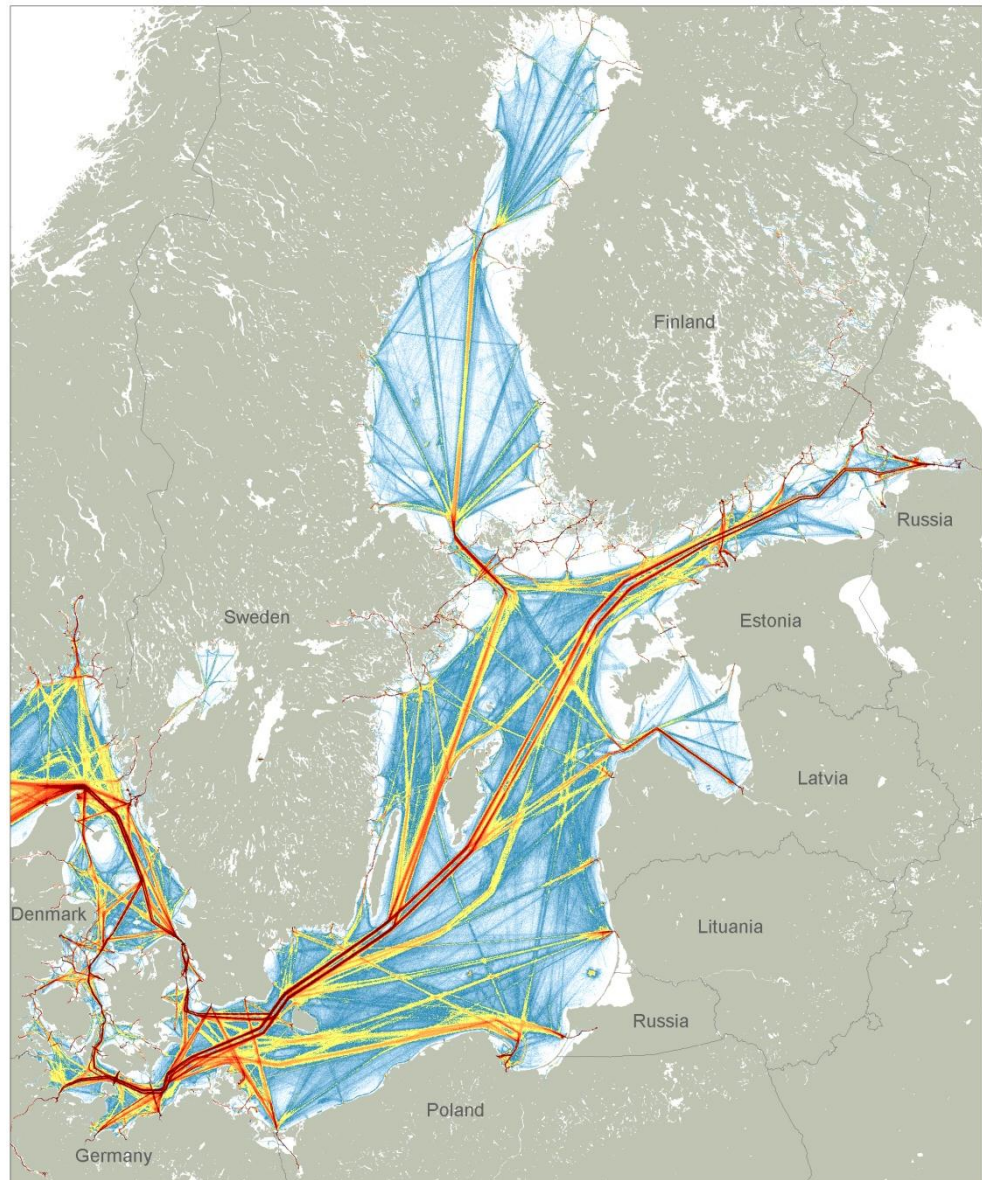 Finland
Russia
Sweden
Estonia
Latvia
Denmark
Lituania
Russia
Poland
Germany